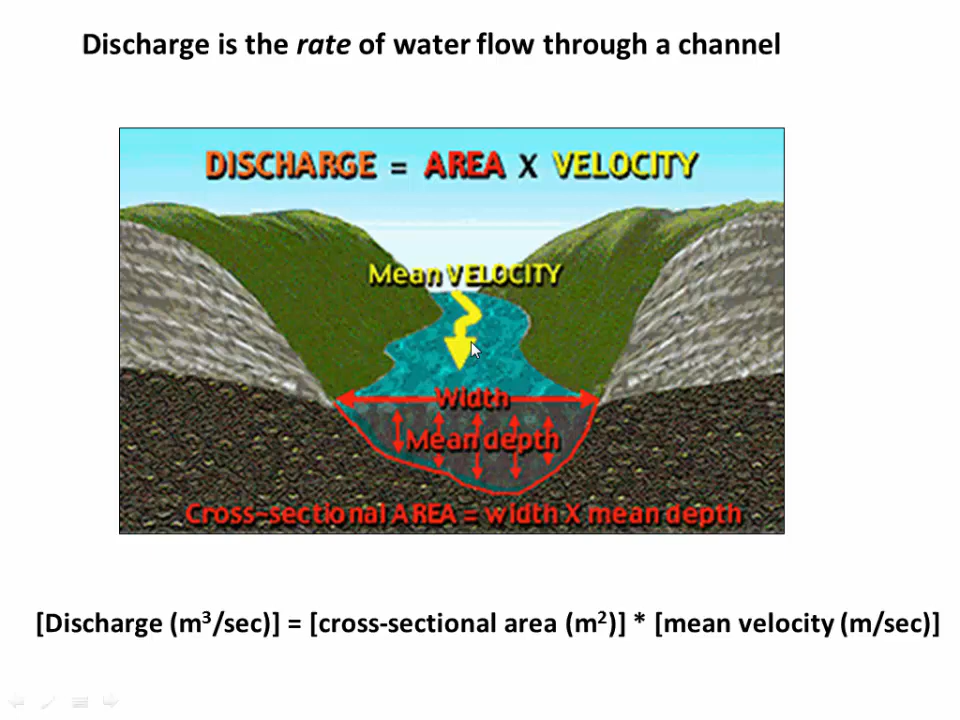 Discharge is the rate of water flow through a channel
DISCHARGE = AREA X VELOCITY
Mean VELOCITY
Width
Mean depth
Cross-sectional AREA = width X mean depth
[Discharge (m³/sec)] = [cross-sectional area (m²)] * [mean velocity (m/sec)]